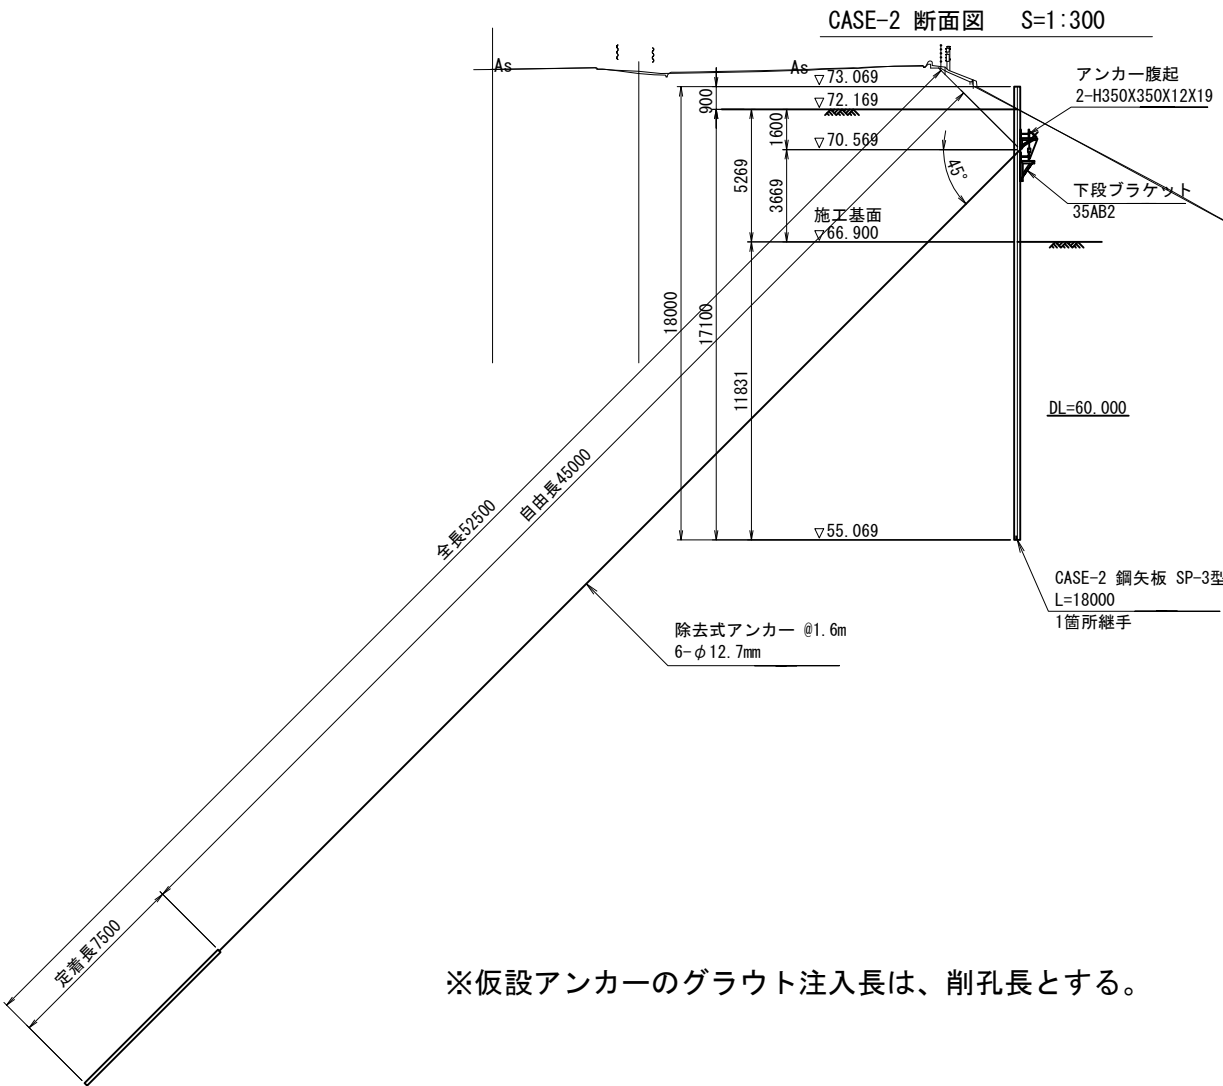 CASE-2 断面図 S=1:300
As
As
▽73.069
▽72.169
▽70.569
施工基面
▽66.900
▽55.069
900
1600
5269
3669
45°
18000
17100
11831
アンカー腹起
2-H350X350X12X19
下段ブラケット
35AB2
DL=60.000
全長52500
自由長45000
定着長7500
CASE-2 鋼矢板 SP-3型
L=18000
1箇所継手
除去式アンカー @1.6m
6-φ12.7mm
※仮設アンカーのグラウト注入長は、削孔長とする。